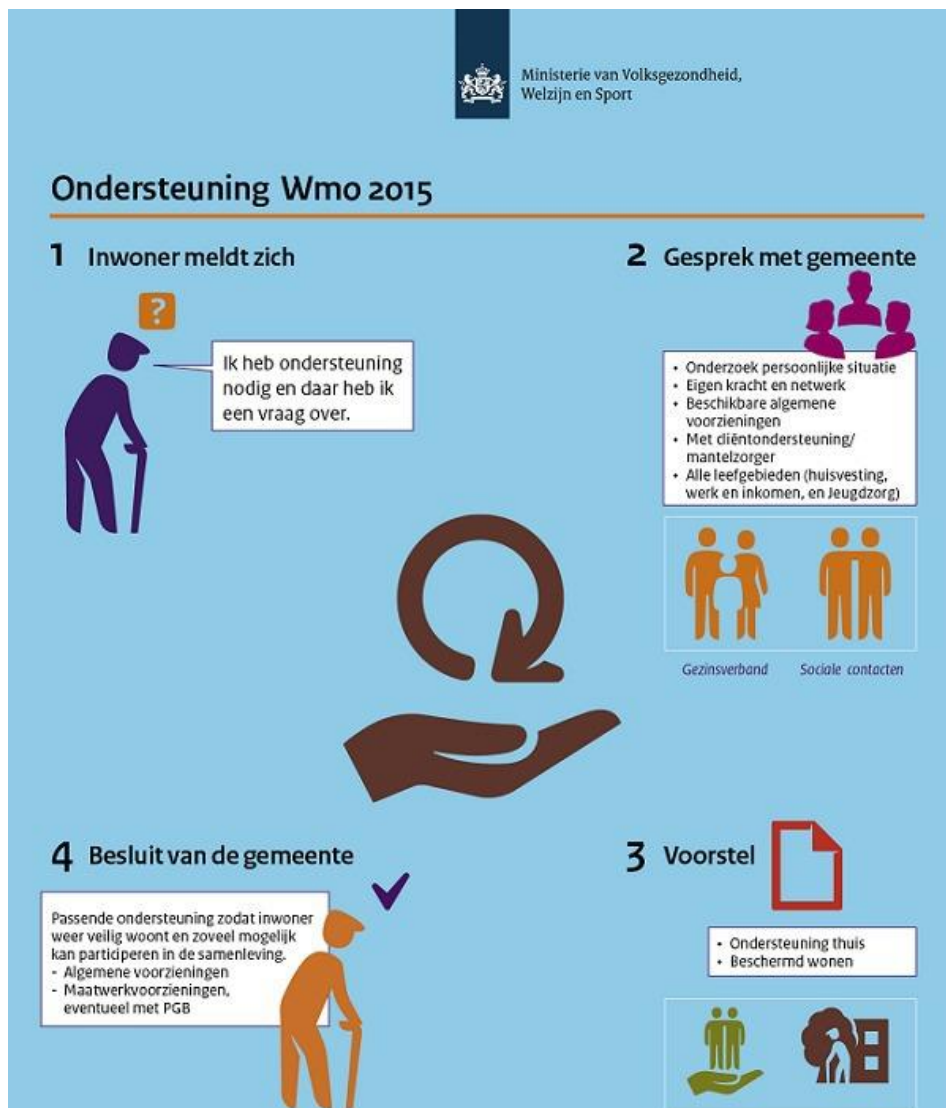 Ministerie van Volksgezondheid,
Welzijn en Sport
Ondersteuning Wmo 2015
1 Inwoner meldt zich
?
Ik heb ondersteuning
nodig en daar heb ik
een vraag over.
2 Gesprek met gemeente
• Onderzoek persoonlijke situatie
• Eigen kracht en netwerk
• Beschikbare algemene
voorzieningen
• Met cliëntondersteuning/
mantelzorger
• Alle leefgebieden (huisvesting,
werk en inkomen, en Jeugdzorg)
Gezinsverband
Sociale contacten
3 Voorstel
• Ondersteuning thuis
• Beschermd wonen
4 Besluit van de gemeente
Passende ondersteuning zodat inwoner
weer veilig woont en zoveel mogelijk
kan participeren in de samenleving.
- Algemene voorzieningen
- Maatwerkvoorzieningen,
eventueel met PGB